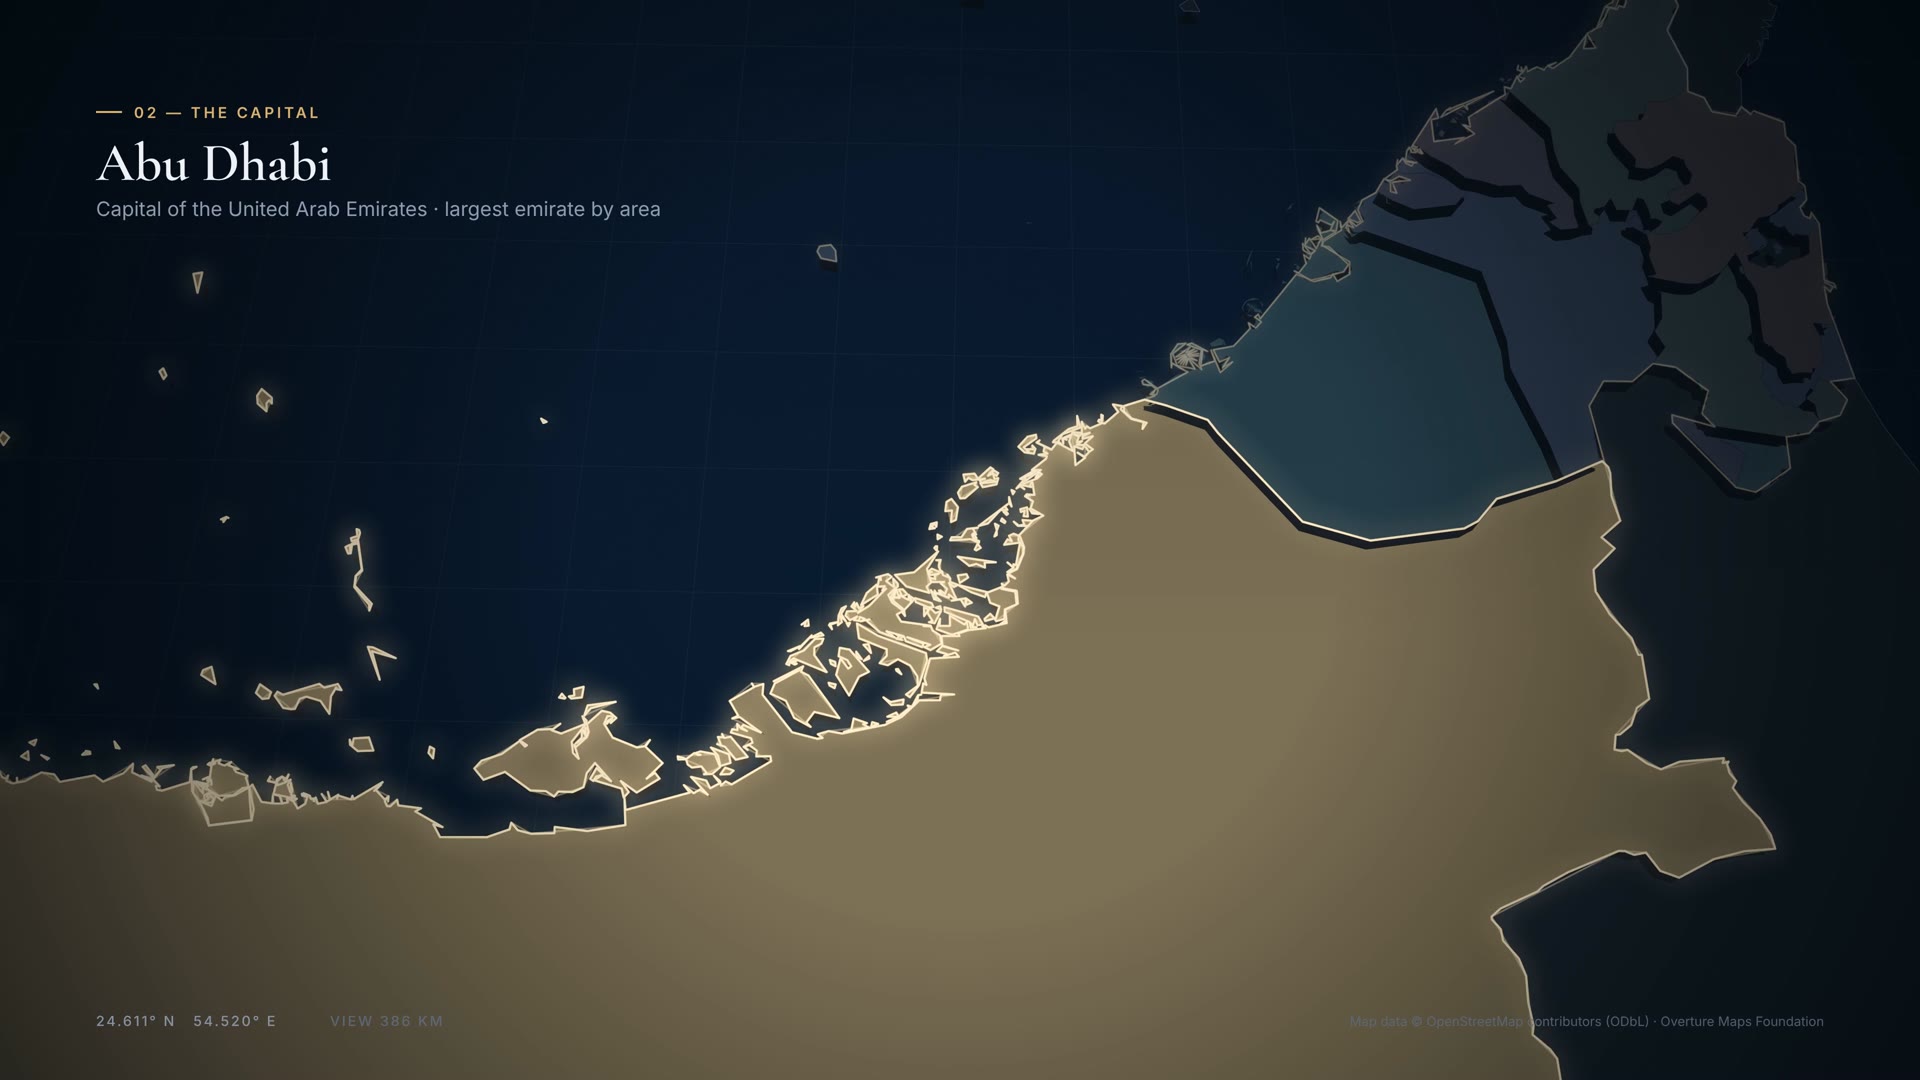 02 — THE CAPITAL
Abu Dhabi
Capital of the United Arab Emirates · largest emirate by area
24.611° N 54.520° E VIEW 386 KM
Map data © OpenStreetMap contributors (ODbL) · Overture Maps Foundation